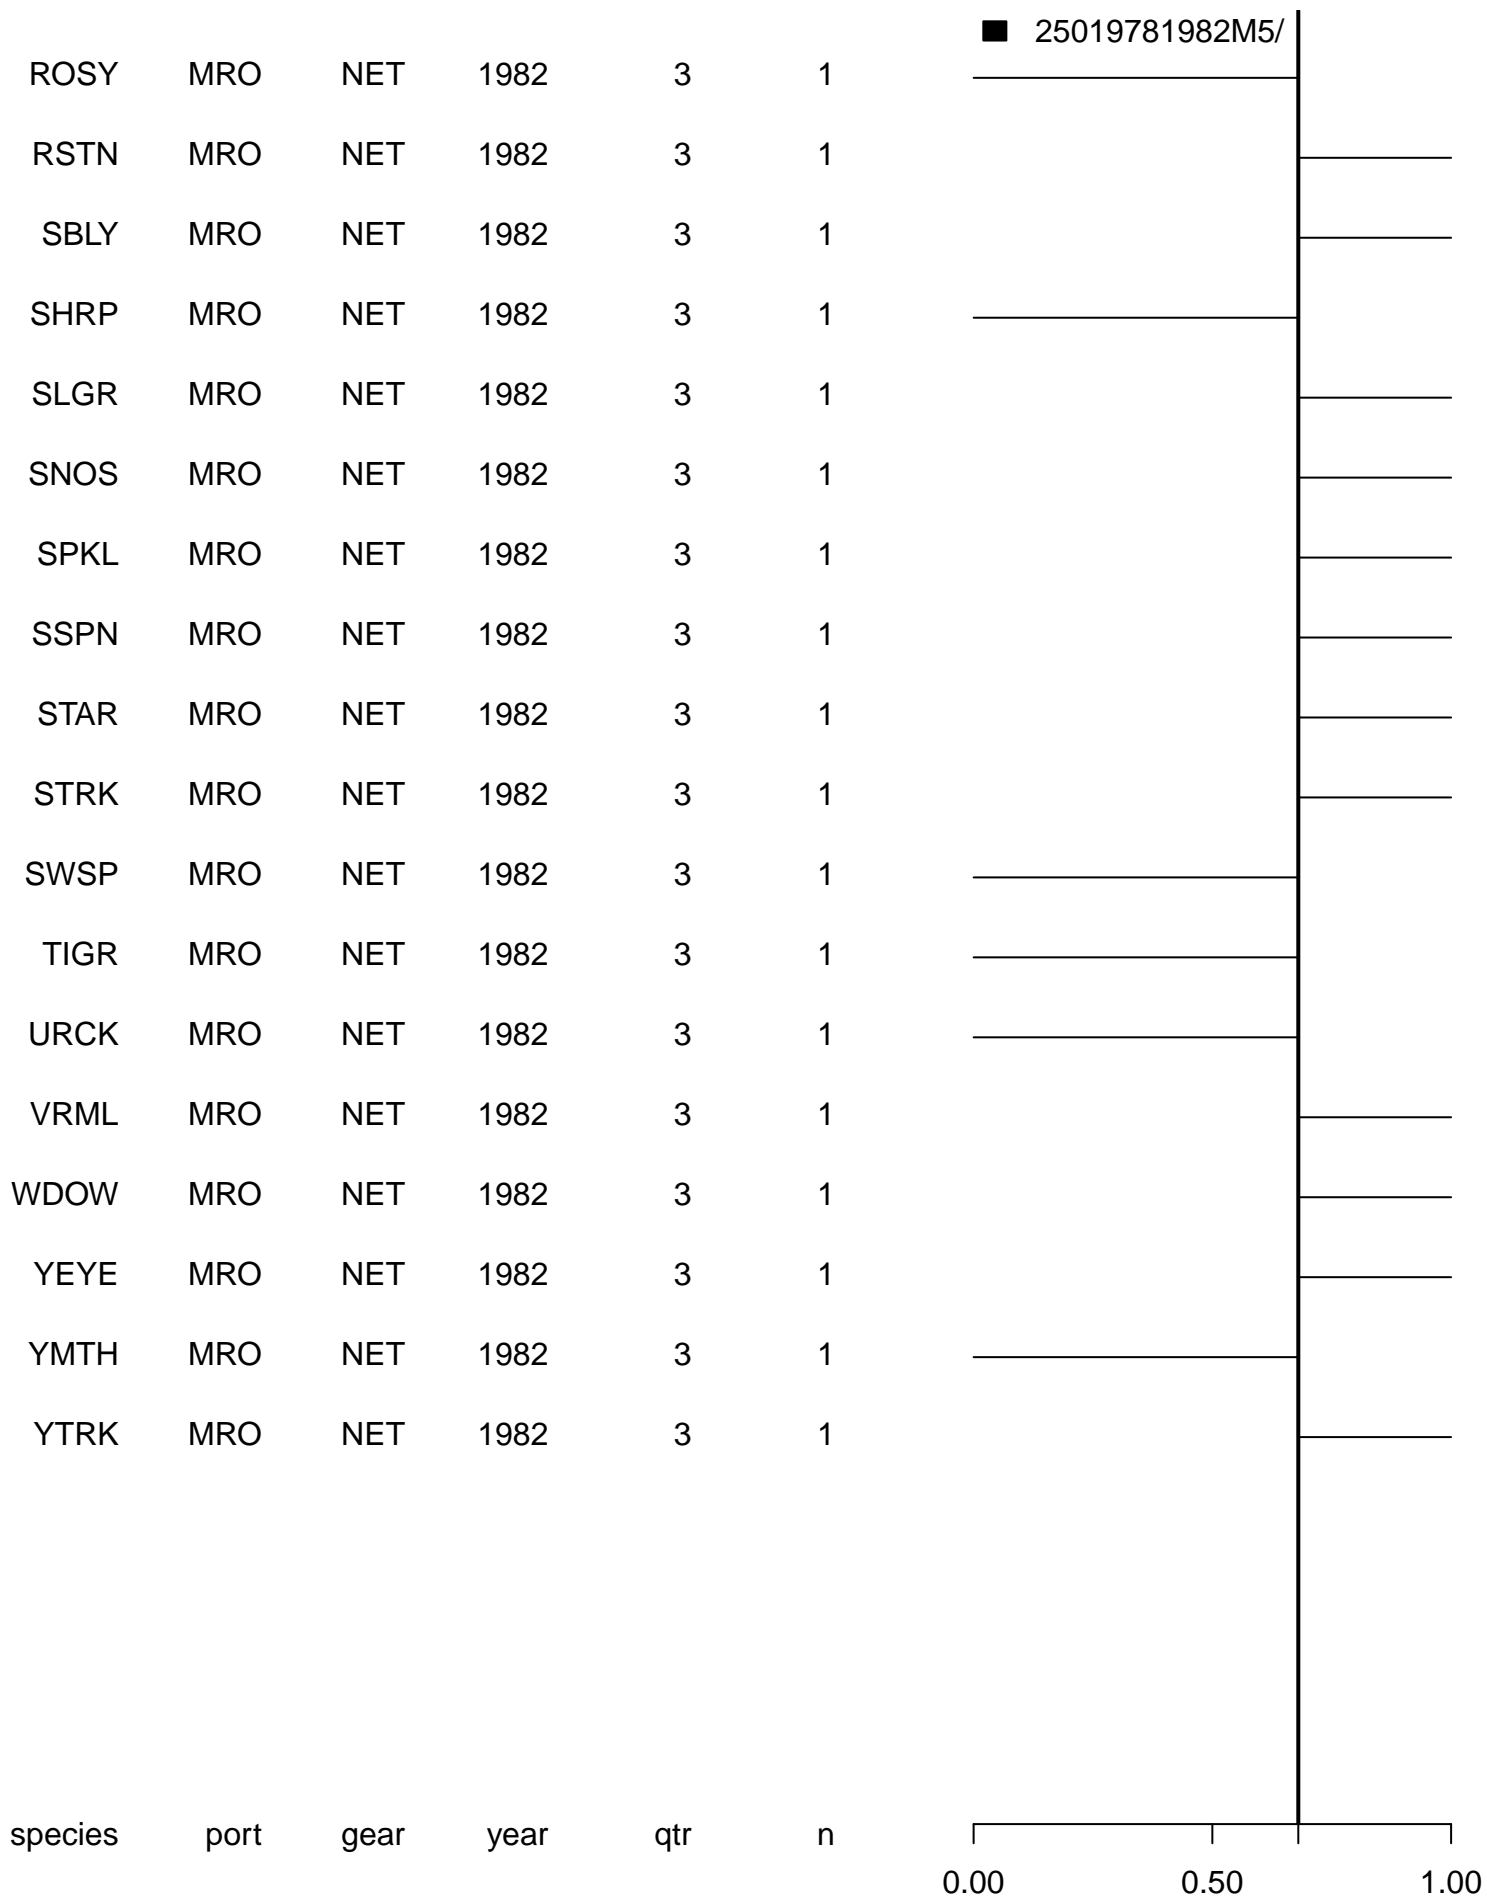 25019781982M5/
ROSY MRO NET 1982 3 1
RSTN MRO NET 1982 3 1
SBLY MRO NET 1982 3 1
SHRP MRO NET 1982 3 1
SLGR MRO NET 1982 3 1
SNOS MRO NET 1982 3 1
SPKL MRO NET 1982 3 1
SSPN MRO NET 1982 3 1
STAR MRO NET 1982 3 1
STRK MRO NET 1982 3 1
SWSP MRO NET 1982 3 1
TIGR MRO NET 1982 3 1
URCK MRO NET 1982 3 1
VRML MRO NET 1982 3 1
WDOW MRO NET 1982 3 1
YEYE MRO NET 1982 3 1
YMTH MRO NET 1982 3 1
YTRK MRO NET 1982 3 1
species port gear year qtr n
0.00 0.50 1.00